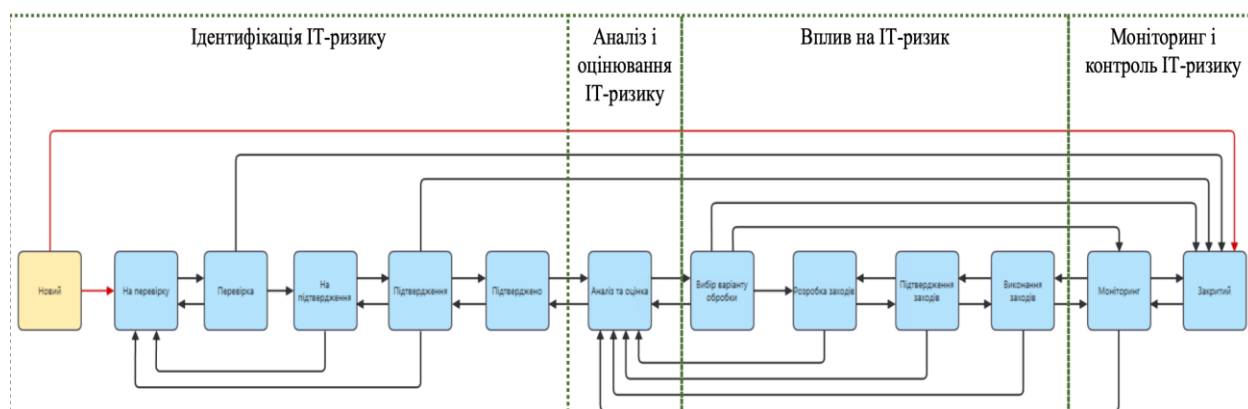 Ідентифікація ІТ-ризику
Аналіз і
оцінювання
ІТ-ризику
Вплив на ІТ-ризик
Моніторинг і
контроль ІТ-ризику
Новий
На перевірку
Перевірка
На
підтвердження
Підтвердження
Підтверджено
Аналіз та оцінка
Вибір варіанту
обробки
Розробка заходів
Підтвердження
заходів
Виконання
заходів
Моніторинг
Закритий